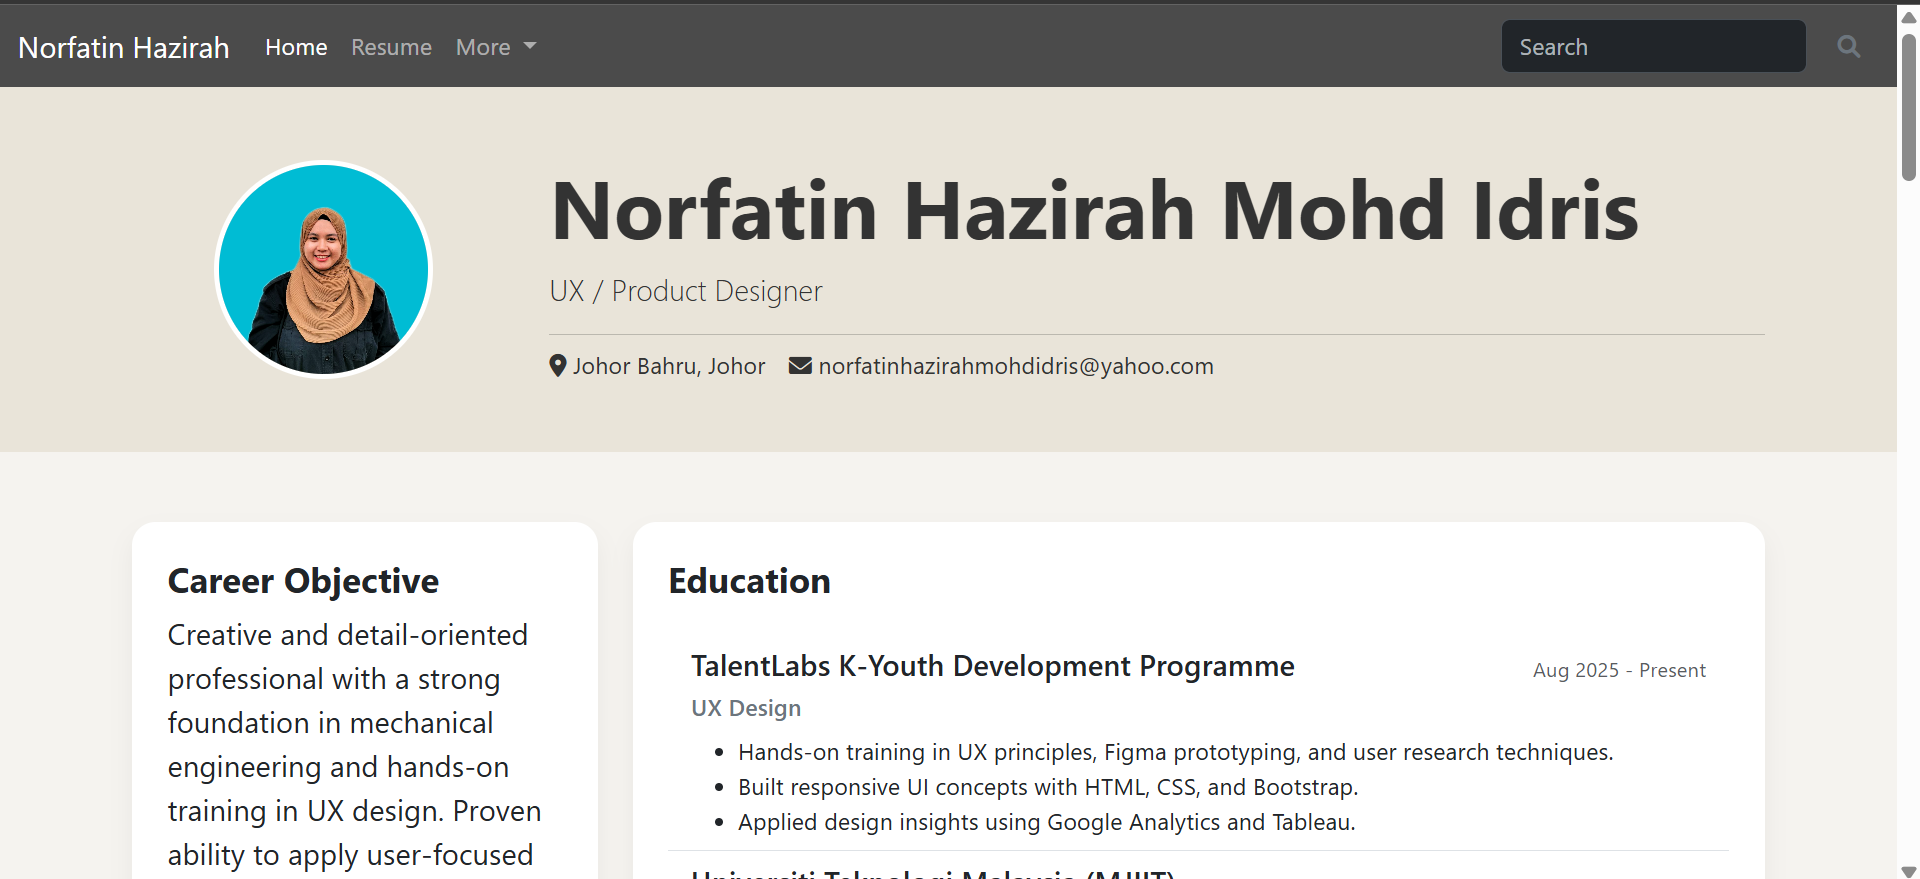 Norfatin Hazirah Home Resume More Search
Norfatin Hazirah Mohd Idris
UX / Product Designer
Johor Bahru, Johor norfatinhazirahmohdidris@yahoo.com
Career Objective
Creative and detail-oriented
professional with a strong
foundation in mechanical
engineering and hands-on
training in UX design. Proven
ability to apply user-focused
Education
TalentLabs K-Youth Development Programme Aug 2025 - Present
UX Design
• Hands-on training in UX principles, Figma prototyping, and user research techniques.
• Built responsive UI concepts with HTML, CSS, and Bootstrap.
• Applied design insights using Google Analytics and Tableau.
Universiti Teknologi Malaysia (MJIIT)